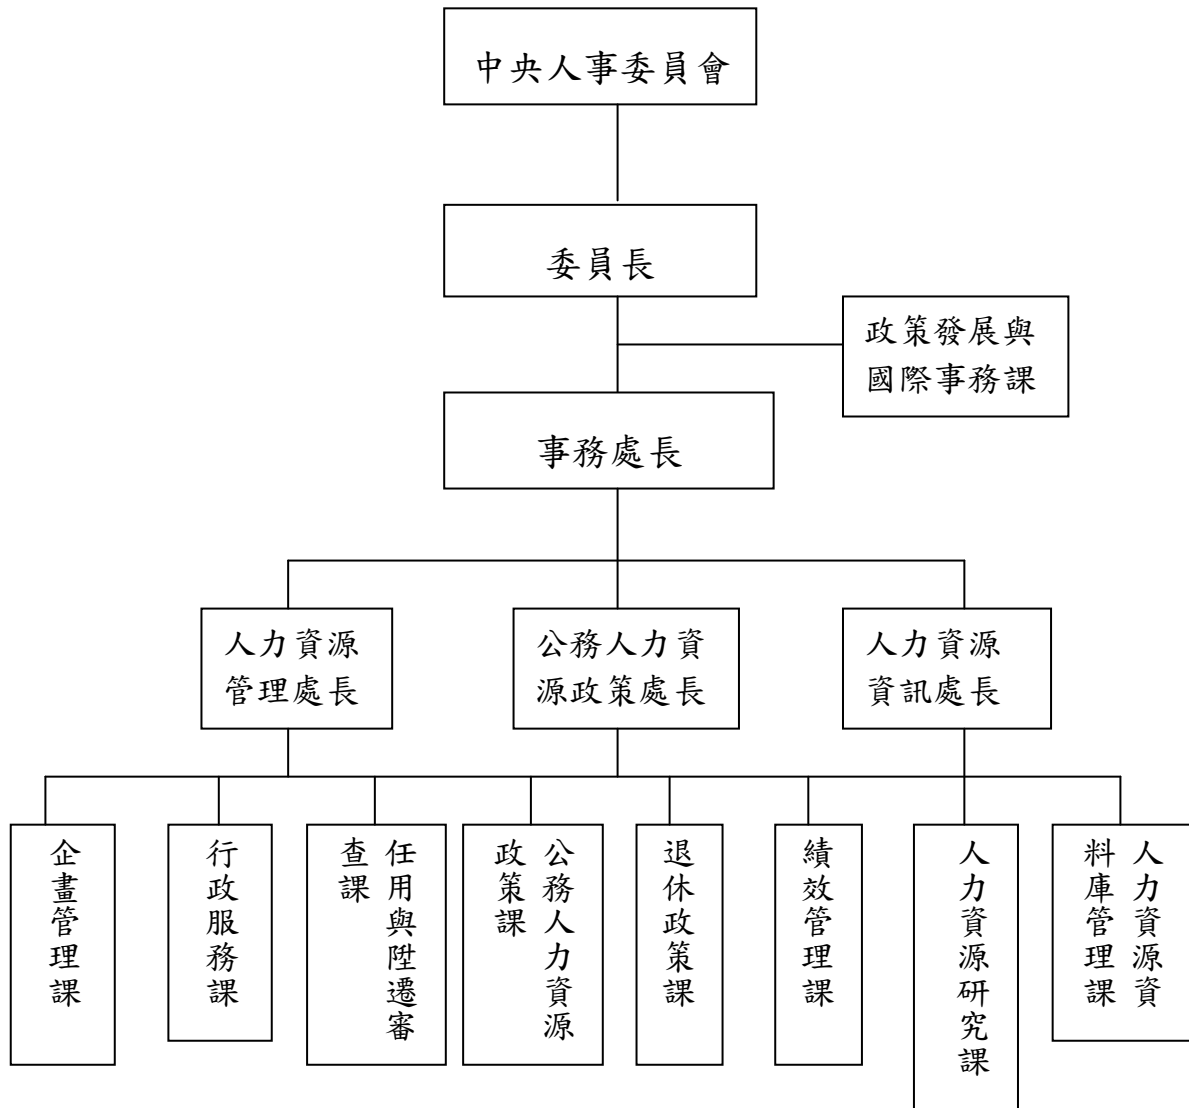 中央人事委員會
委員長
政策發展與
國際事務課
事務處長
人力資源
管理處長
公務人力資
源政策處長
人力資源
資訊處長
企畫管理課
行政服務課
任用與陞遷審
查課
公務人力資源
政策課
退休政策課
績效管理課
人力資源研究課
人力資源資
料庫管理課